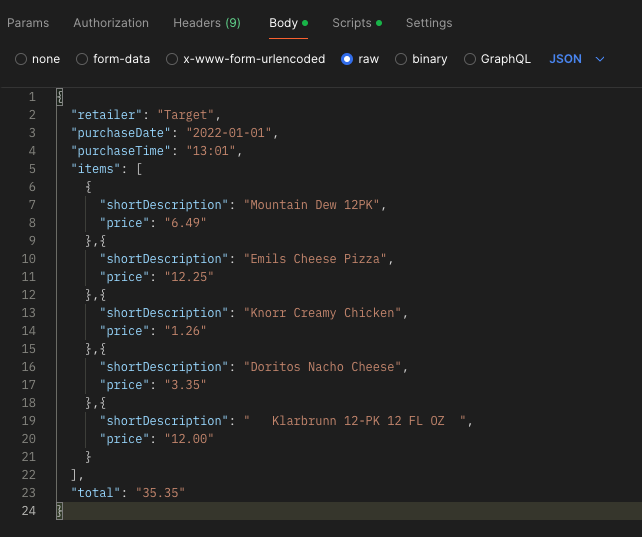 Params Authorization Headers (9) Body Scripts Settings
none form-data x-www-form-urlencoded raw binary GraphQL JSON
1 {
2   "retailer": "Target",
3   "purchaseDate": "2022-01-01",
4   "purchaseTime": "13:01",
5   "items": [
6     {
7       "shortDescription": "Mountain Dew 12PK",
8       "price": "6.49"
9     },{
10       "shortDescription": "Emils Cheese Pizza",
11       "price": "12.25"
12     },{
13       "shortDescription": "Knorr Creamy Chicken",
14       "price": "1.26"
15     },{
16       "shortDescription": "Doritos Nacho Cheese",
17       "price": "3.35"
18     },{
19       "shortDescription": "   Klarbrunn 12-PK 12 FL OZ  ",
20       "price": "12.00"
21     }
22   ],
23   "total": "35.35"
24 }